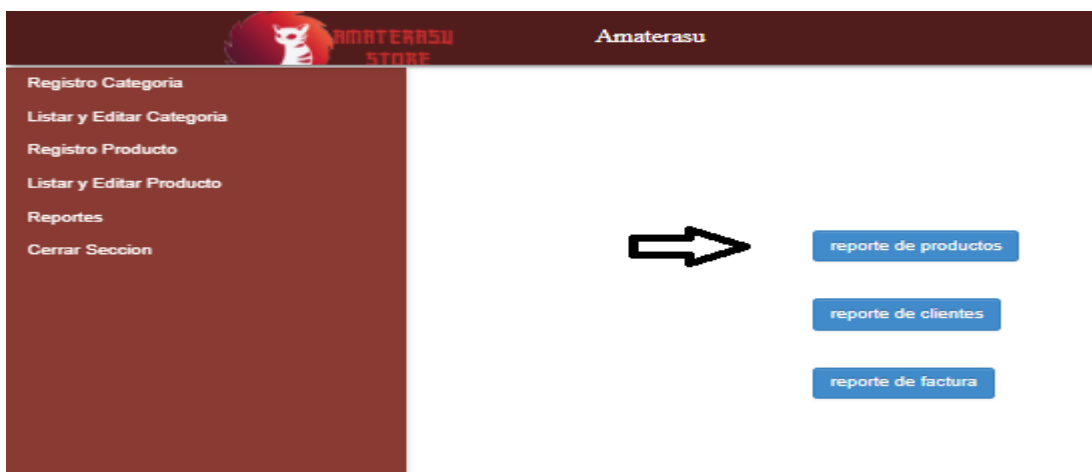 AMATERASU
STORE
Amaterasu
Registro Categoria
Listar y Editar Categoria
Registro Producto
Listar y Editar Producto
Reportes
Cerrar Seccion
reporte de productos
reporte de clientes
reporte de factura